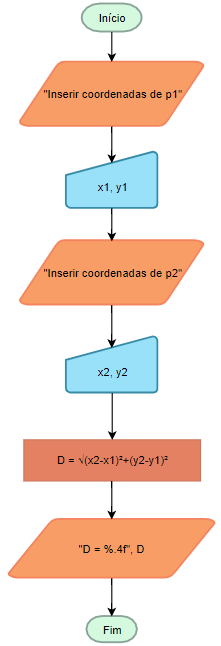 Início
"Inserir coordenadas de p1"
x1, y1
"Inserir coordenadas de p2"
x2, y2
D = √(x2-x1)²+(y2-y1)²
"D = %.4f", D
Fim